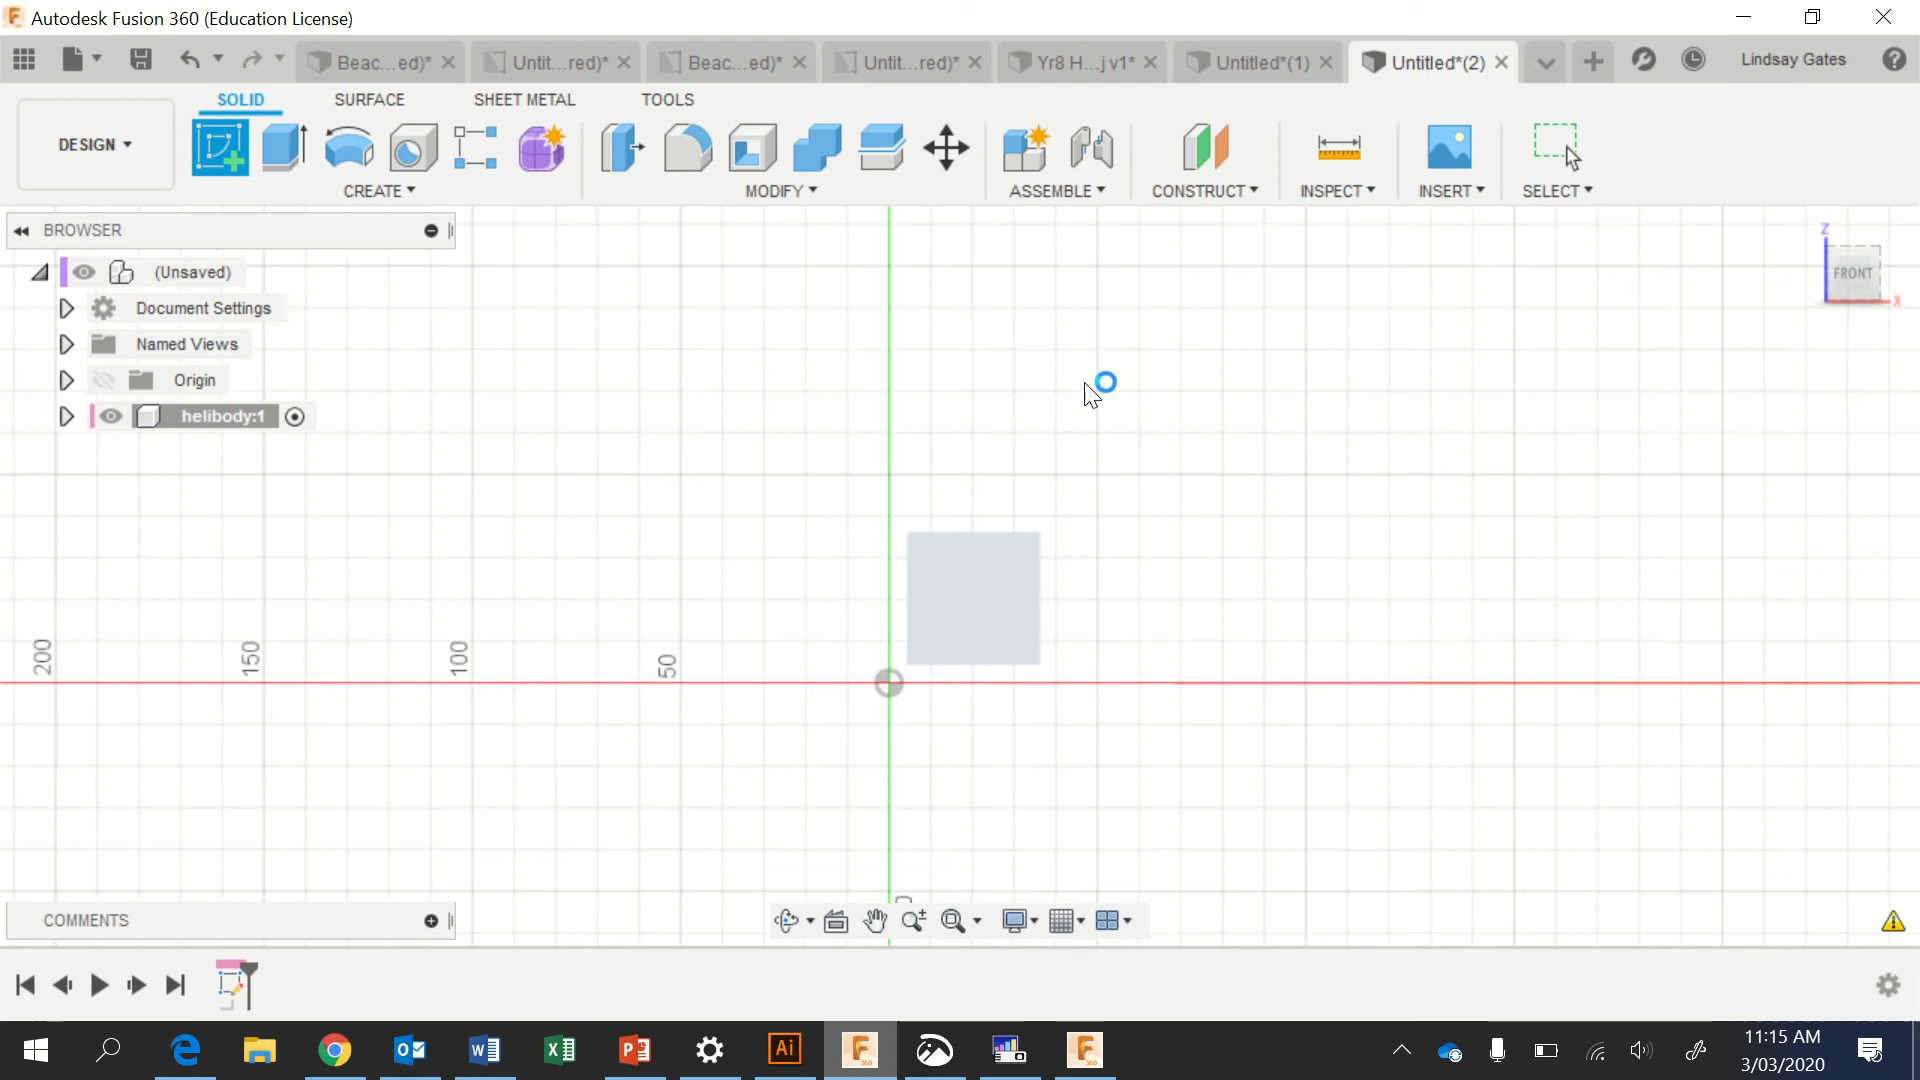 Autodesk Fusion 360 (Education License)
Beac...ed)* Untit...red)* Beac...ed)* Untit...red)* Yr8 H...j v1* Untitled*(1) Untitled*(2) Lindsay Gates
SOLID SURFACE SHEET METAL TOOLS
DESIGN
CREATE MODIFY ASSEMBLE CONSTRUCT INSPECT INSERT SELECT
BROWSER
(Unsaved)
Document Settings
Named Views
Origin
helibody:1
Z
FRONT
X
200 150 100 50
COMMENTS
11:15 AM
3/03/2020
Ai
360